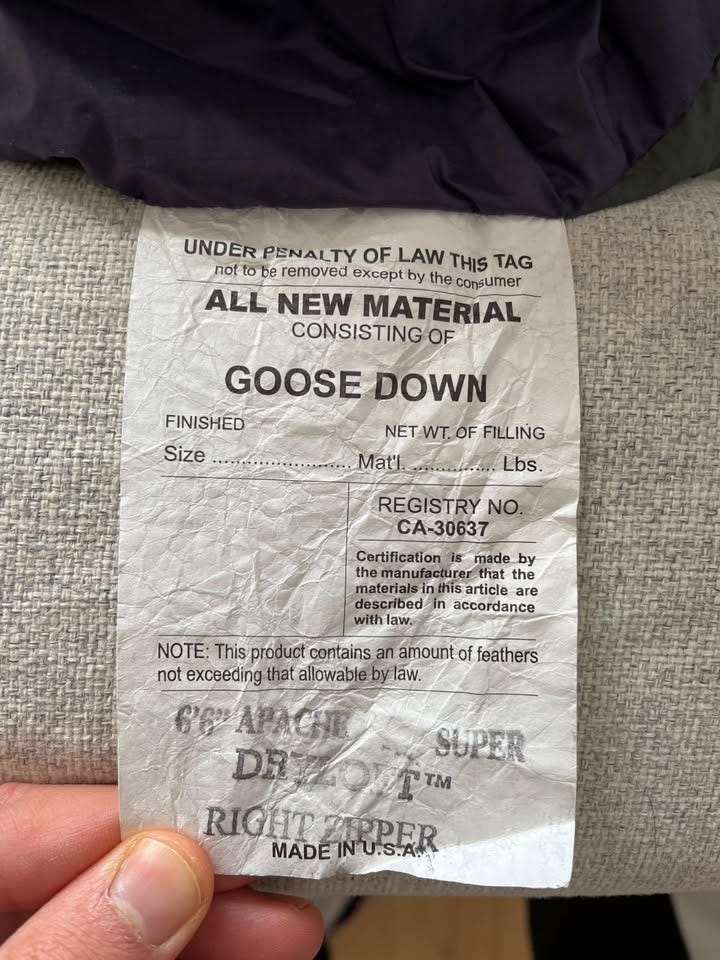 UNDER PENALTY OF LAW THIS TAG
not to be removed except by the consumer
ALL NEW MATERIAL
CONSISTING OF
GOOSE DOWN
FINISHED
NET WT. OF FILLING
Size ........................ Mat'l. ............... Lbs.
REGISTRY NO.
CA-30637
Certification is made by
the manufacturer that the
materials in this article are
described in accordance
with law.
NOTE: This product contains an amount of feathers
not exceeding that allowable by law.
6'6" APACHE SUPER
DRYLOFT™
RIGHT ZIPPER
MADE IN U.S.A.